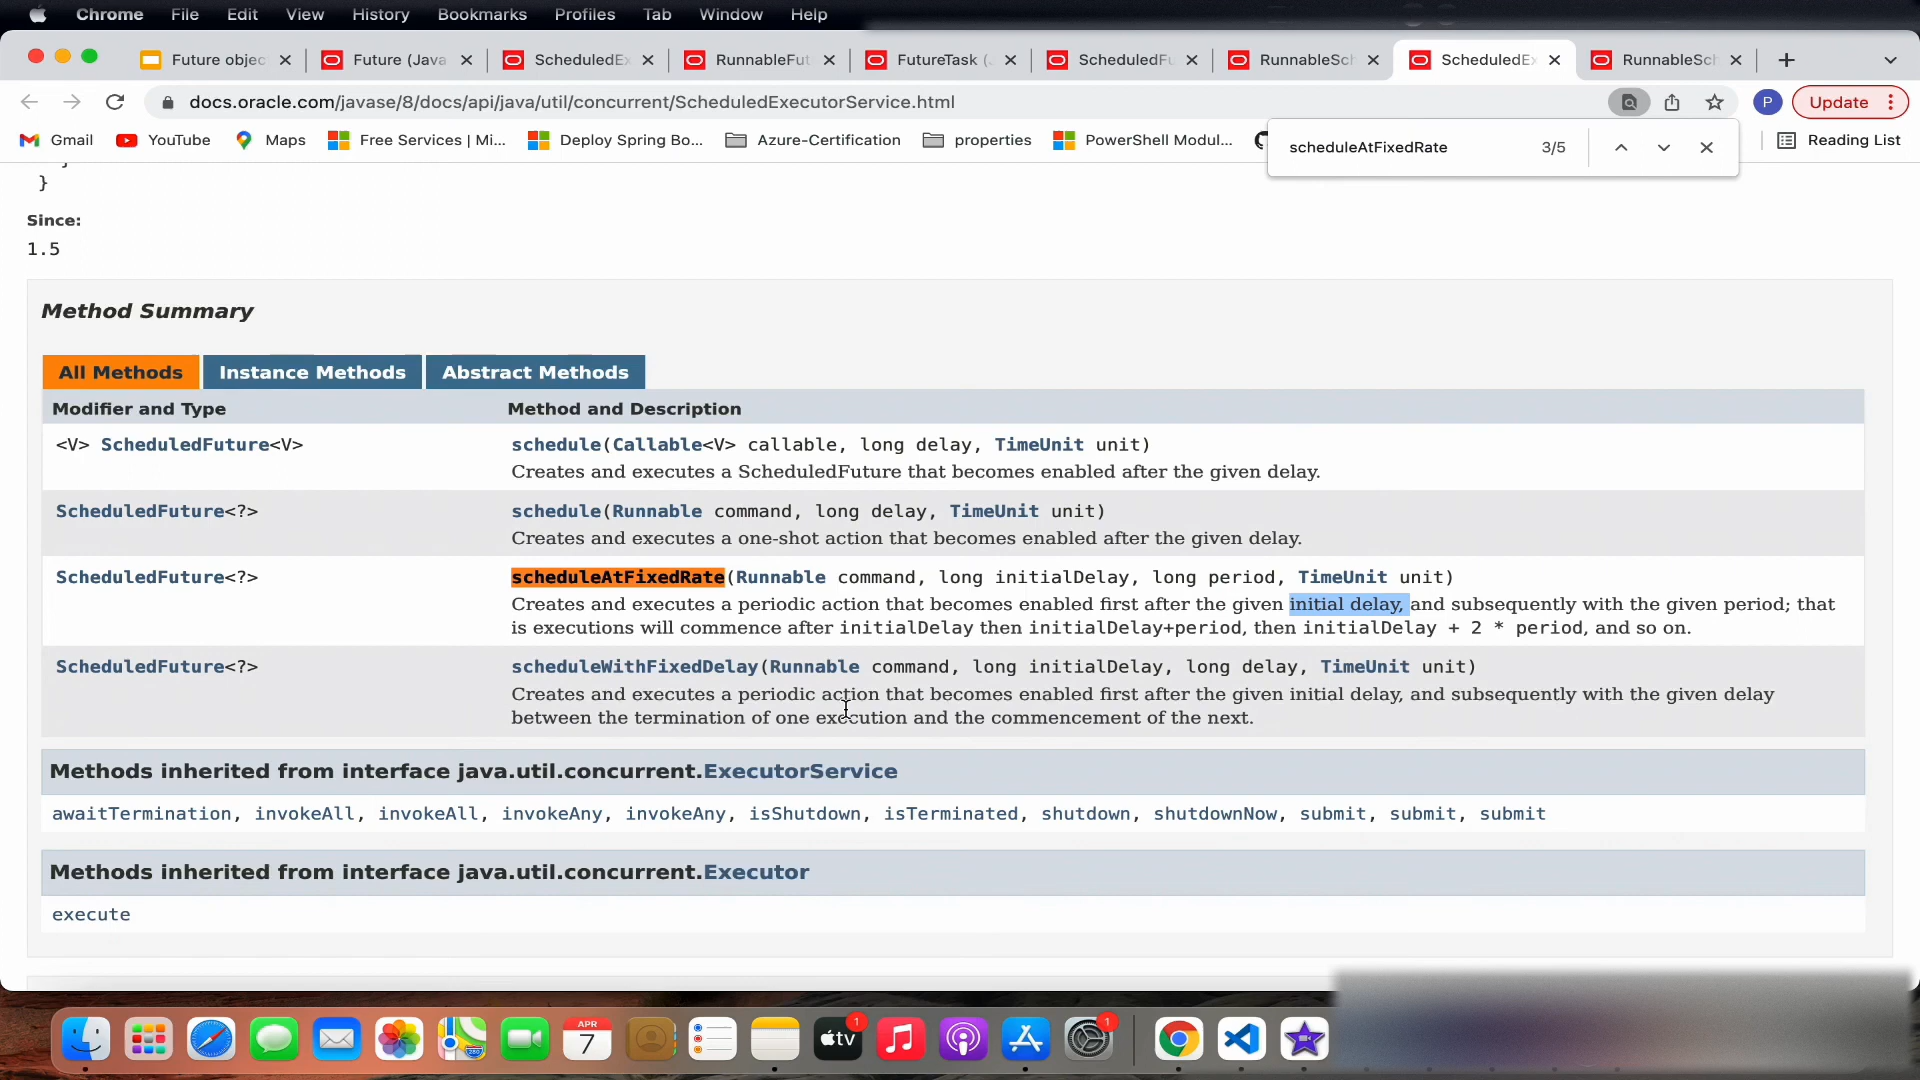 Chrome File Edit View History Bookmarks Profiles Tab Window Help
Future objec Future (Java ScheduledEx RunnableFut FutureTask (J ScheduledFu RunnableSch ScheduledEx RunnableSch
docs.oracle.com/javase/8/docs/api/java/util/concurrent/ScheduledExecutorService.html P Update
Gmail YouTube Maps Free Services | Mi... Deploy Spring Bo... Azure-Certification properties PowerShell Modul... Reading List
scheduleAtFixedRate 3/5
}
Since:
1.5
Method Summary
All Methods Instance Methods Abstract Methods
Modifier and Type Method and Description
<V> ScheduledFuture<V> schedule(Callable<V> callable, long delay, TimeUnit unit)
Creates and executes a ScheduledFuture that becomes enabled after the given delay.
ScheduledFuture<?> schedule(Runnable command, long delay, TimeUnit unit)
Creates and executes a one-shot action that becomes enabled after the given delay.
ScheduledFuture<?> scheduleAtFixedRate(Runnable command, long initialDelay, long period, TimeUnit unit)
Creates and executes a periodic action that becomes enabled first after the given initial delay, and subsequently with the given period; that
is executions will commence after initialDelay then initialDelay+period, then initialDelay + 2 * period, and so on.
ScheduledFuture<?> scheduleWithFixedDelay(Runnable command, long initialDelay, long delay, TimeUnit unit)
Creates and executes a periodic action that becomes enabled first after the given initial delay, and subsequently with the given delay
between the termination of one execution and the commencement of the next.
Methods inherited from interface java.util.concurrent.ExecutorService
awaitTermination, invokeAll, invokeAll, invokeAny, invokeAny, isShutdown, isTerminated, shutdown, shutdownNow, submit, submit, submit
Methods inherited from interface java.util.concurrent.Executor
execute
APR
7
tv
1
1
280